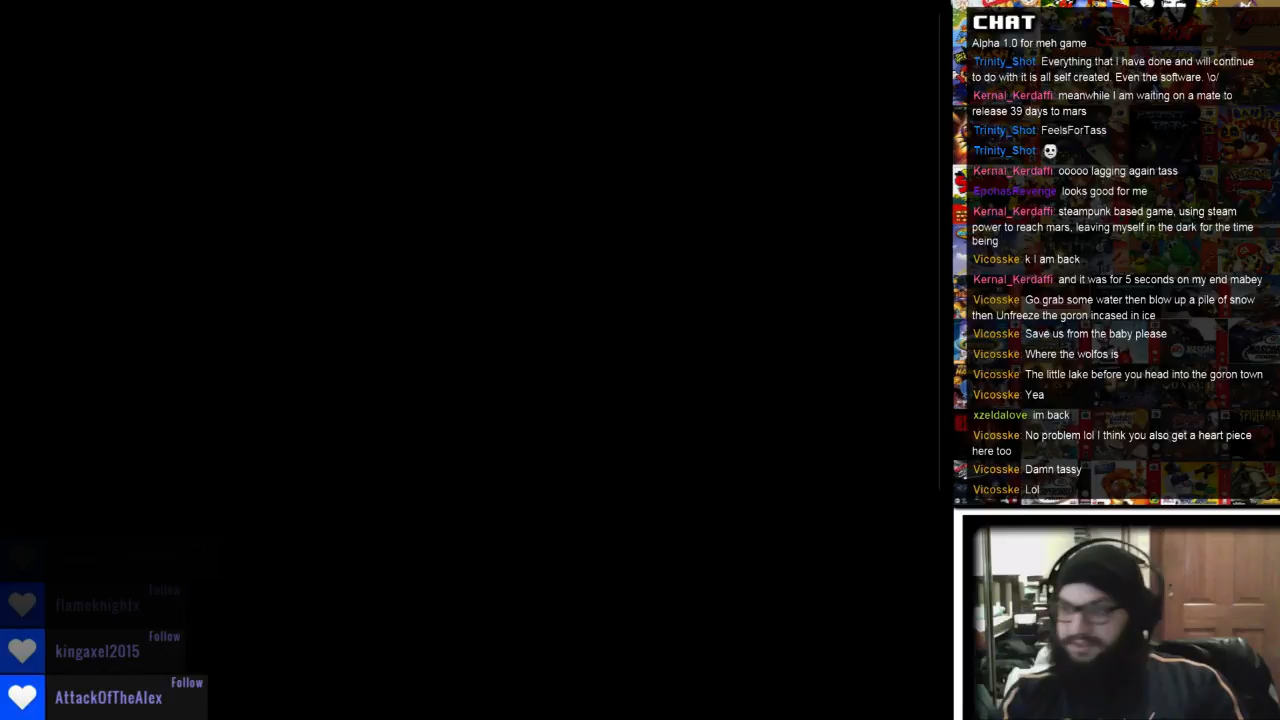 CHAT
Alpha 1.0 for meh game
Trinity_Shot: Everything that I have done and will continue
to do with it is all self created. Even the software. \o/
Kernal_Kerdaffi: meanwhile I am waiting on a mate to
release 39 days to mars
Trinity_Shot: FeelsForTass
Trinity_Shot:
Kernal_Kerdaffi: ooooo lagging again tass
EponasRevenge: looks good for me
Kernal_Kerdaffi: steampunk based game, using steam
power to reach mars, leaving myself in the dark for the time
being
Vicosske: k I am back
Kernal_Kerdaffi: and it was for 5 seconds on my end mabey
Vicosske: Go grab some water then blow up a pile of snow
then Unfreeze the goron incased in ice
Vicosske: Save us from the baby please
Vicosske: Where the wolfos is
Vicosske: The little lake before you head into the goron town
Vicosske: Yea
xzeldalove: im back
Vicosske: No problem lol I think you also get a heart piece
here too
Vicosske: Damn tassy
Vicosske: Lol
Follow
flameknightx
Follow
kingaxel2015
Follow
AttackOfTheAlex